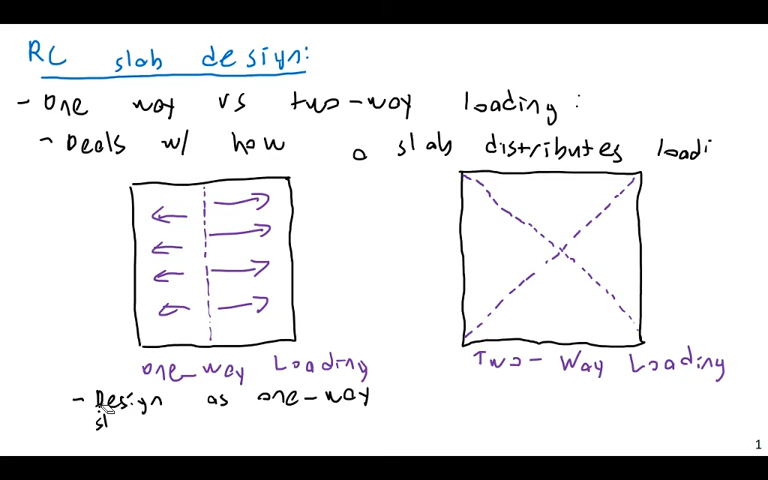 RC slab design:
- One way vs two-way loading:
- Deals w/ how a slab distributes loadi
One-way Loading
Two-Way Loading
- Design as one-way
sl
1